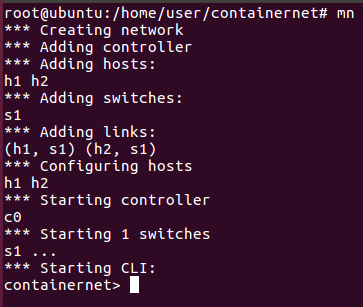 root@ubuntu:/home/user/containernet# mn
*** Creating network
*** Adding controller
*** Adding hosts:
h1 h2
*** Adding switches:
s1
*** Adding links:
(h1, s1) (h2, s1)
*** Configuring hosts
h1 h2
*** Starting controller
c0
*** Starting 1 switches
s1 ...
*** Starting CLI:
containernet>